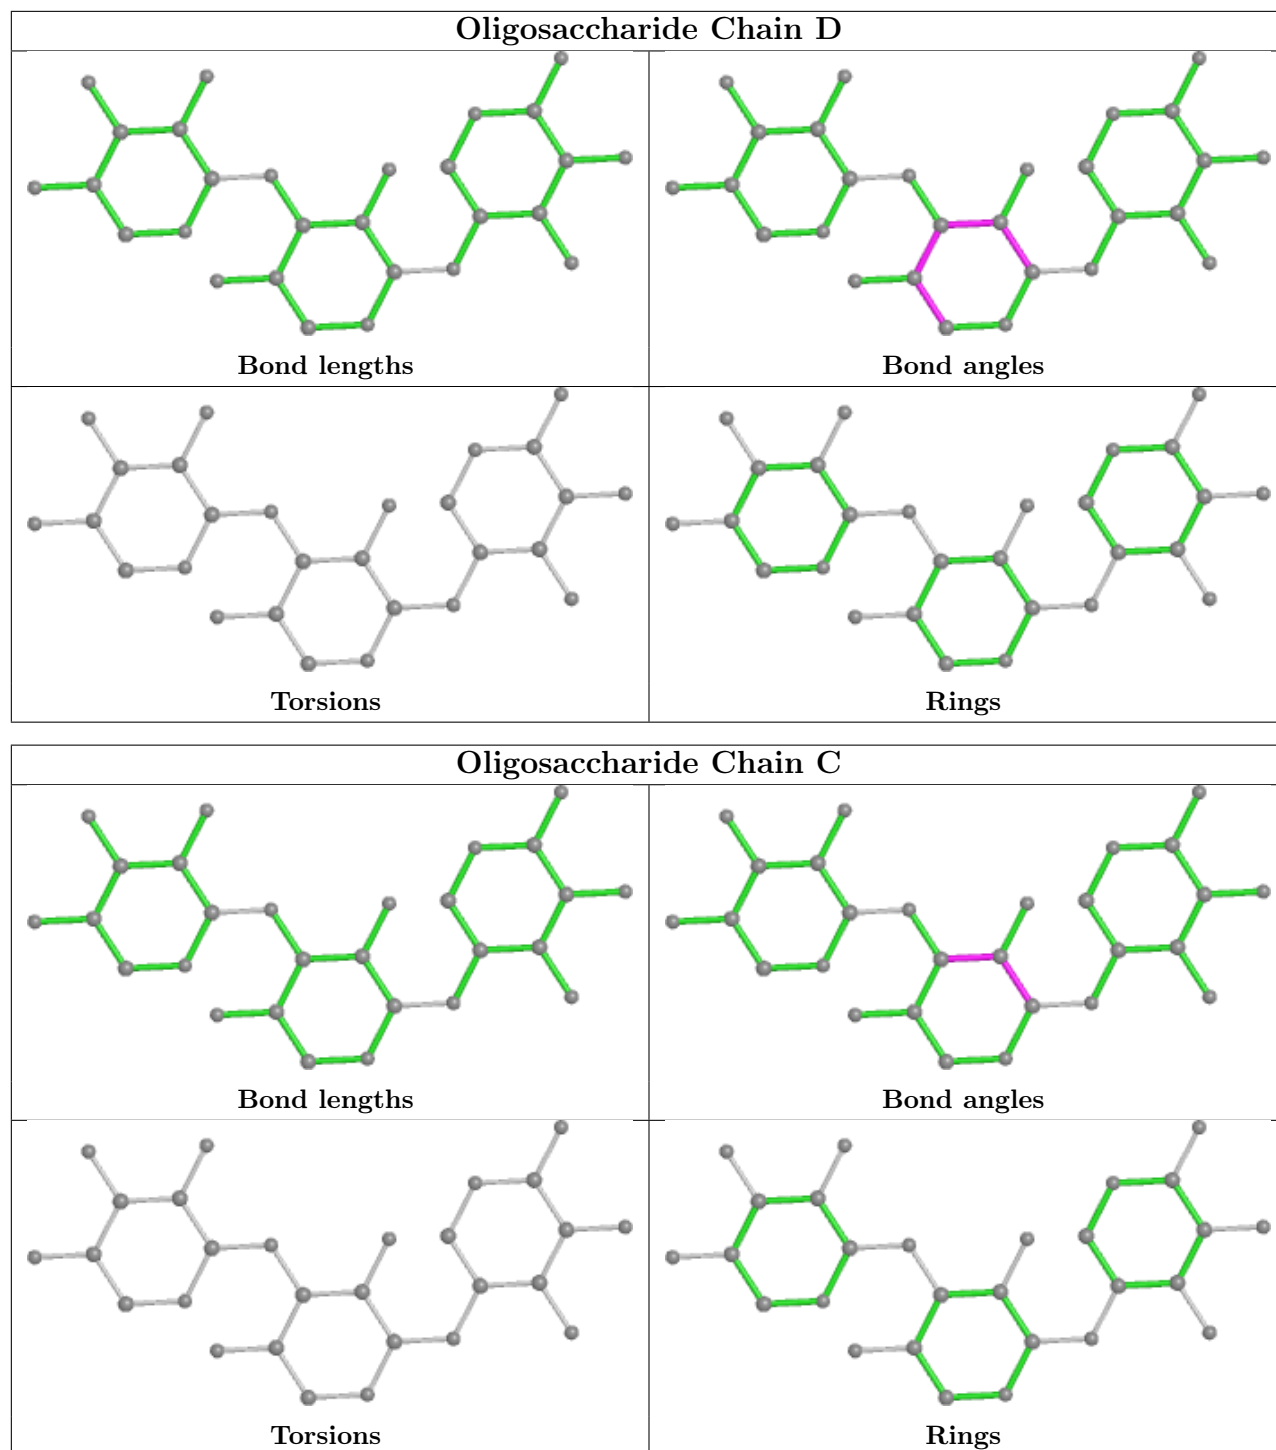 Oligosaccharide Chain D
Bond lengths
Bond angles
Torsions
Rings
Oligosaccharide Chain C
Bond lengths
Bond angles
Torsions
Rings